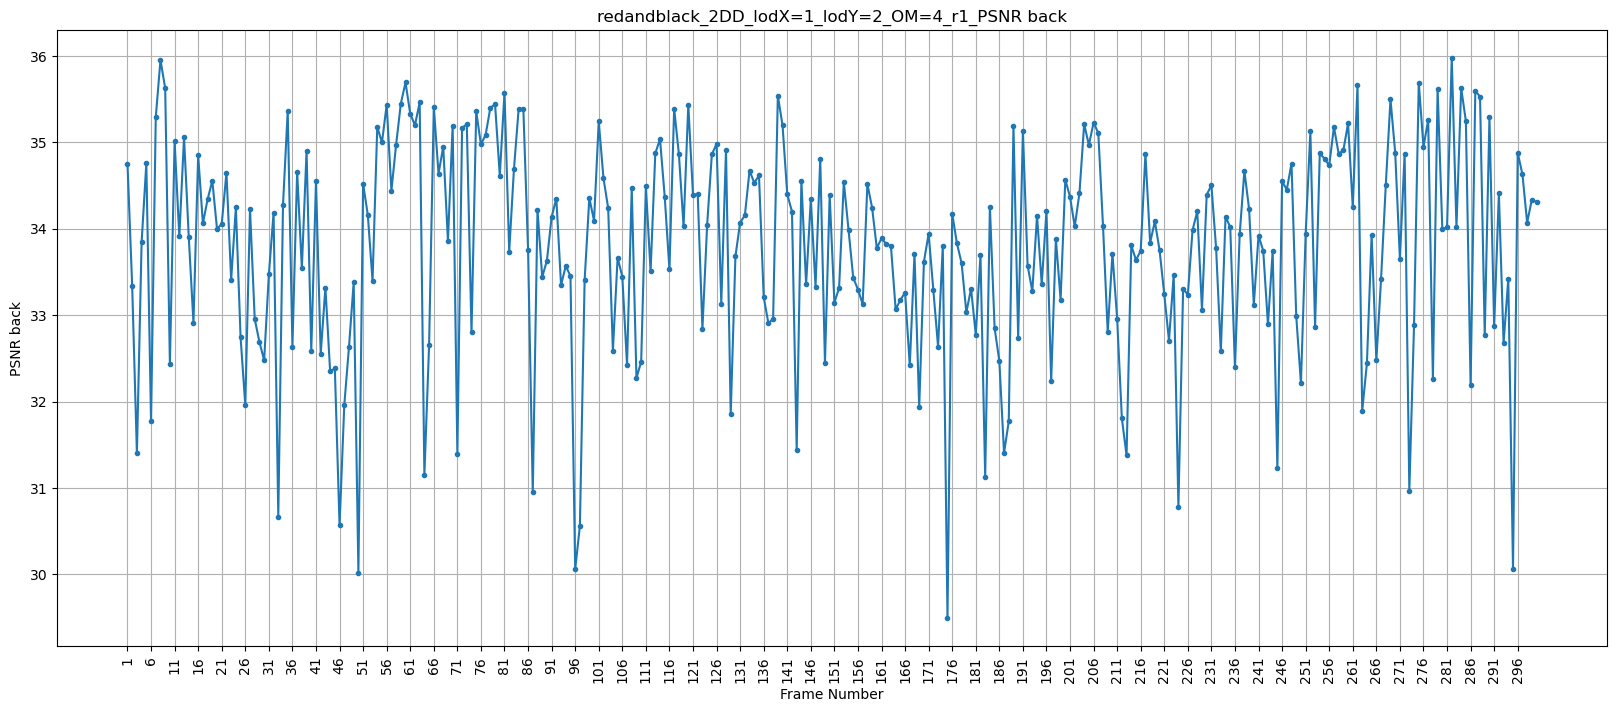 redandblack_2DD_lodX=1_lodY=2_OM=4_r1_PSNR back
PSNR back
36
35
34
33
32
31
30
1 6 11 16 21 26 31 36 41 46 51 56 61 66 71 76 81 86 91 96 101 106 111 116 121 126 131 136 141 146 151 156 161 166 171 176 181 186 191 196 201 206 211 216 221 226 231 236 241 246 251 256 261 266 271 276 281 286 291 296
Frame Number